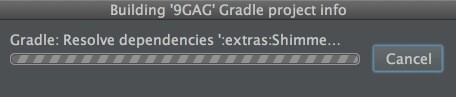 Building '9GAG' Gradle project info
Gradle: Resolve dependencies ':extras:Shimme...
Cancel